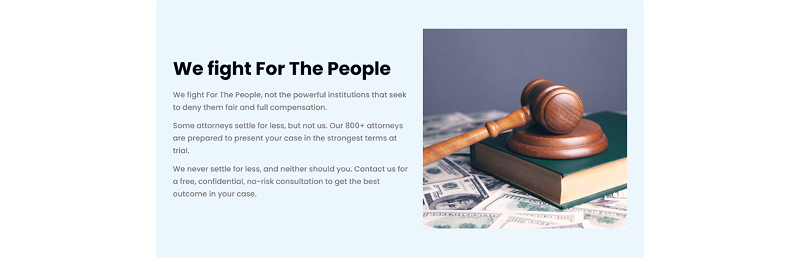 We fight For The People
We fight For The People, not the powerful institutions that seek
to deny them fair and full compensation.
Some attorneys settle for less, but not us. Our 800+ attorneys
are prepared to present your case in the strongest terms at
trial.
We never settle for less, and neither should you. Contact us for
a free, confidential, no-risk consultation to get the best
outcome in your case.